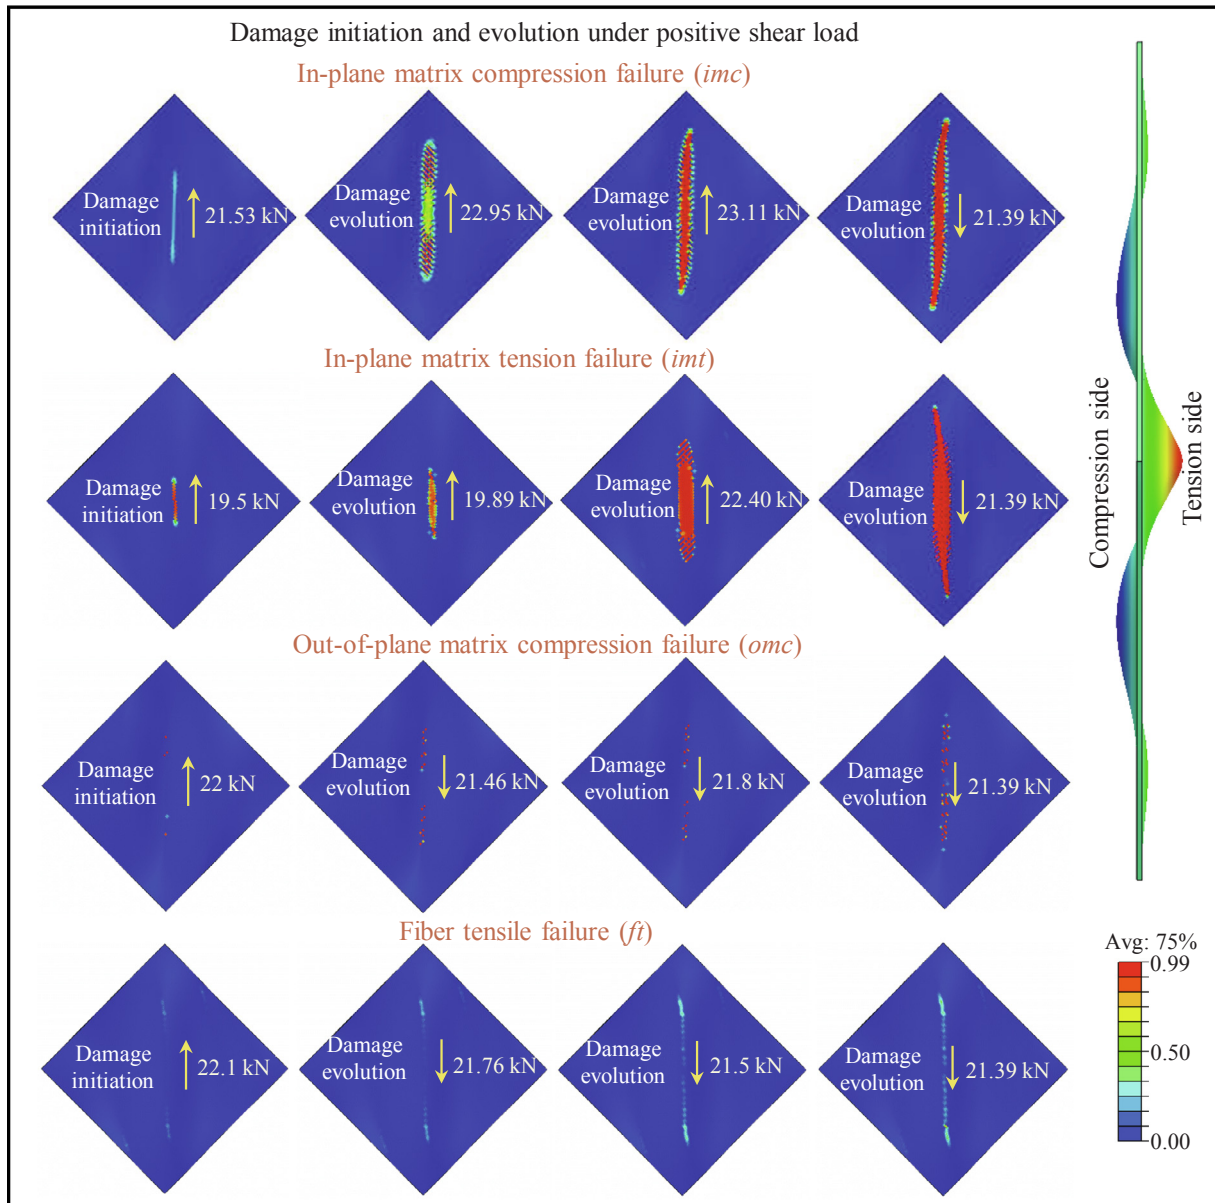 Damage initiation and evolution under positive shear load
In-plane matrix compression failure (imc)
Damage
initiation
21.53 kN
Damage
evolution
22.95 kN
Damage
evolution
23.11 kN
Damage
evolution
21.39 kN
In-plane matrix tension failure (imt)
Damage
initiation
19.5 kN
Damage
evolution
19.89 kN
Damage
evolution
22.40 kN
Damage
evolution
21.39 kN
Out-of-plane matrix compression failure (omc)
Damage
initiation
22 kN
Damage
evolution
21.46 kN
Damage
evolution
21.8 kN
Damage
evolution
21.39 kN
Fiber tensile failure (ft)
Damage
initiation
22.1 kN
Damage
evolution
21.76 kN
Damage
evolution
21.5 kN
Damage
evolution
21.39 kN
Compression side
Tension side
Avg: 75%
0.99
0.50
0.00